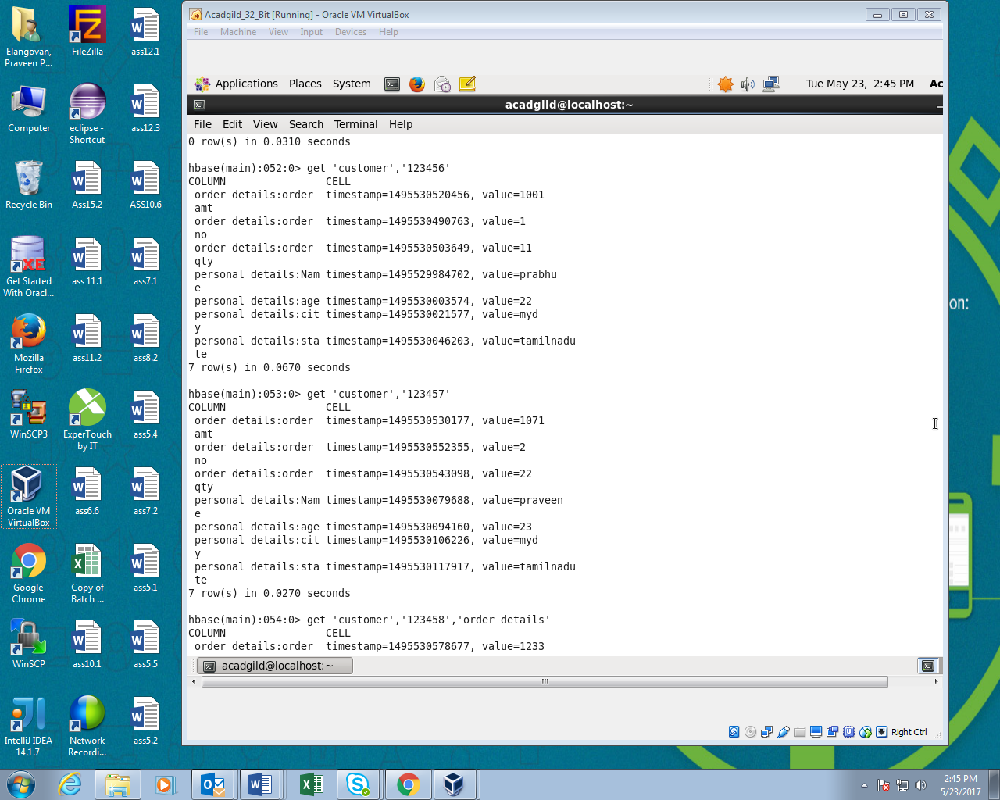 Acadgild_32_Bit [Running] - Oracle VM VirtualBox
File Machine View Input Devices Help
Applications Places System
Tue May 23, 2:45 PM Ac
acadgild@localhost:~
File Edit View Search Terminal Help
0 row(s) in 0.0310 seconds
hbase(main):052:0> get 'customer','123456'
COLUMN CELL
order details:order timestamp=1495530520456, value=1001
amt
order details:order timestamp=1495530490763, value=1
no
order details:order timestamp=1495530503649, value=11
qty
personal details:Nam timestamp=1495529984702, value=prabhu
e
personal details:age timestamp=1495530003574, value=22
personal details:cit timestamp=1495530021577, value=myd
y
personal details:sta timestamp=1495530046203, value=tamilnadu
te
7 row(s) in 0.0670 seconds
hbase(main):053:0> get 'customer','123457'
COLUMN CELL
order details:order timestamp=1495530530177, value=1071
amt
order details:order timestamp=1495530552355, value=2
no
order details:order timestamp=1495530543098, value=22
qty
personal details:Nam timestamp=1495530079688, value=praveen
e
personal details:age timestamp=1495530094160, value=23
personal details:cit timestamp=1495530106226, value=myd
y
personal details:sta timestamp=1495530117917, value=tamilnadu
te
7 row(s) in 0.0270 seconds
hbase(main):054:0> get 'customer','123458','order details'
COLUMN CELL
order details:order timestamp=1495530578677, value=1233
acadgild@localhost:~
Right Ctrl
Elangovan,
Praveen P...
FileZilla
ass12.1
Computer
eclipse -
Shortcut
ass12.3
Recycle Bin
Ass15.2
ASS10.6
XE
Get Started
With Oracl...
ass 11.1
ass7.1
Mozilla
Firefox
ass11.2
ass8.2
WinSCP3
ExperTouch
by IT
ass5.4
Oracle VM
VirtualBox
ass6.6
ass7.2
Google
Chrome
Copy of
Batch ...
ass5.1
WinSCP
ass10.1
ass5.5
IntelliJ IDEA
14.1.7
Network
Recordi...
ass5.2
on:
2:45 PM
5/23/2017